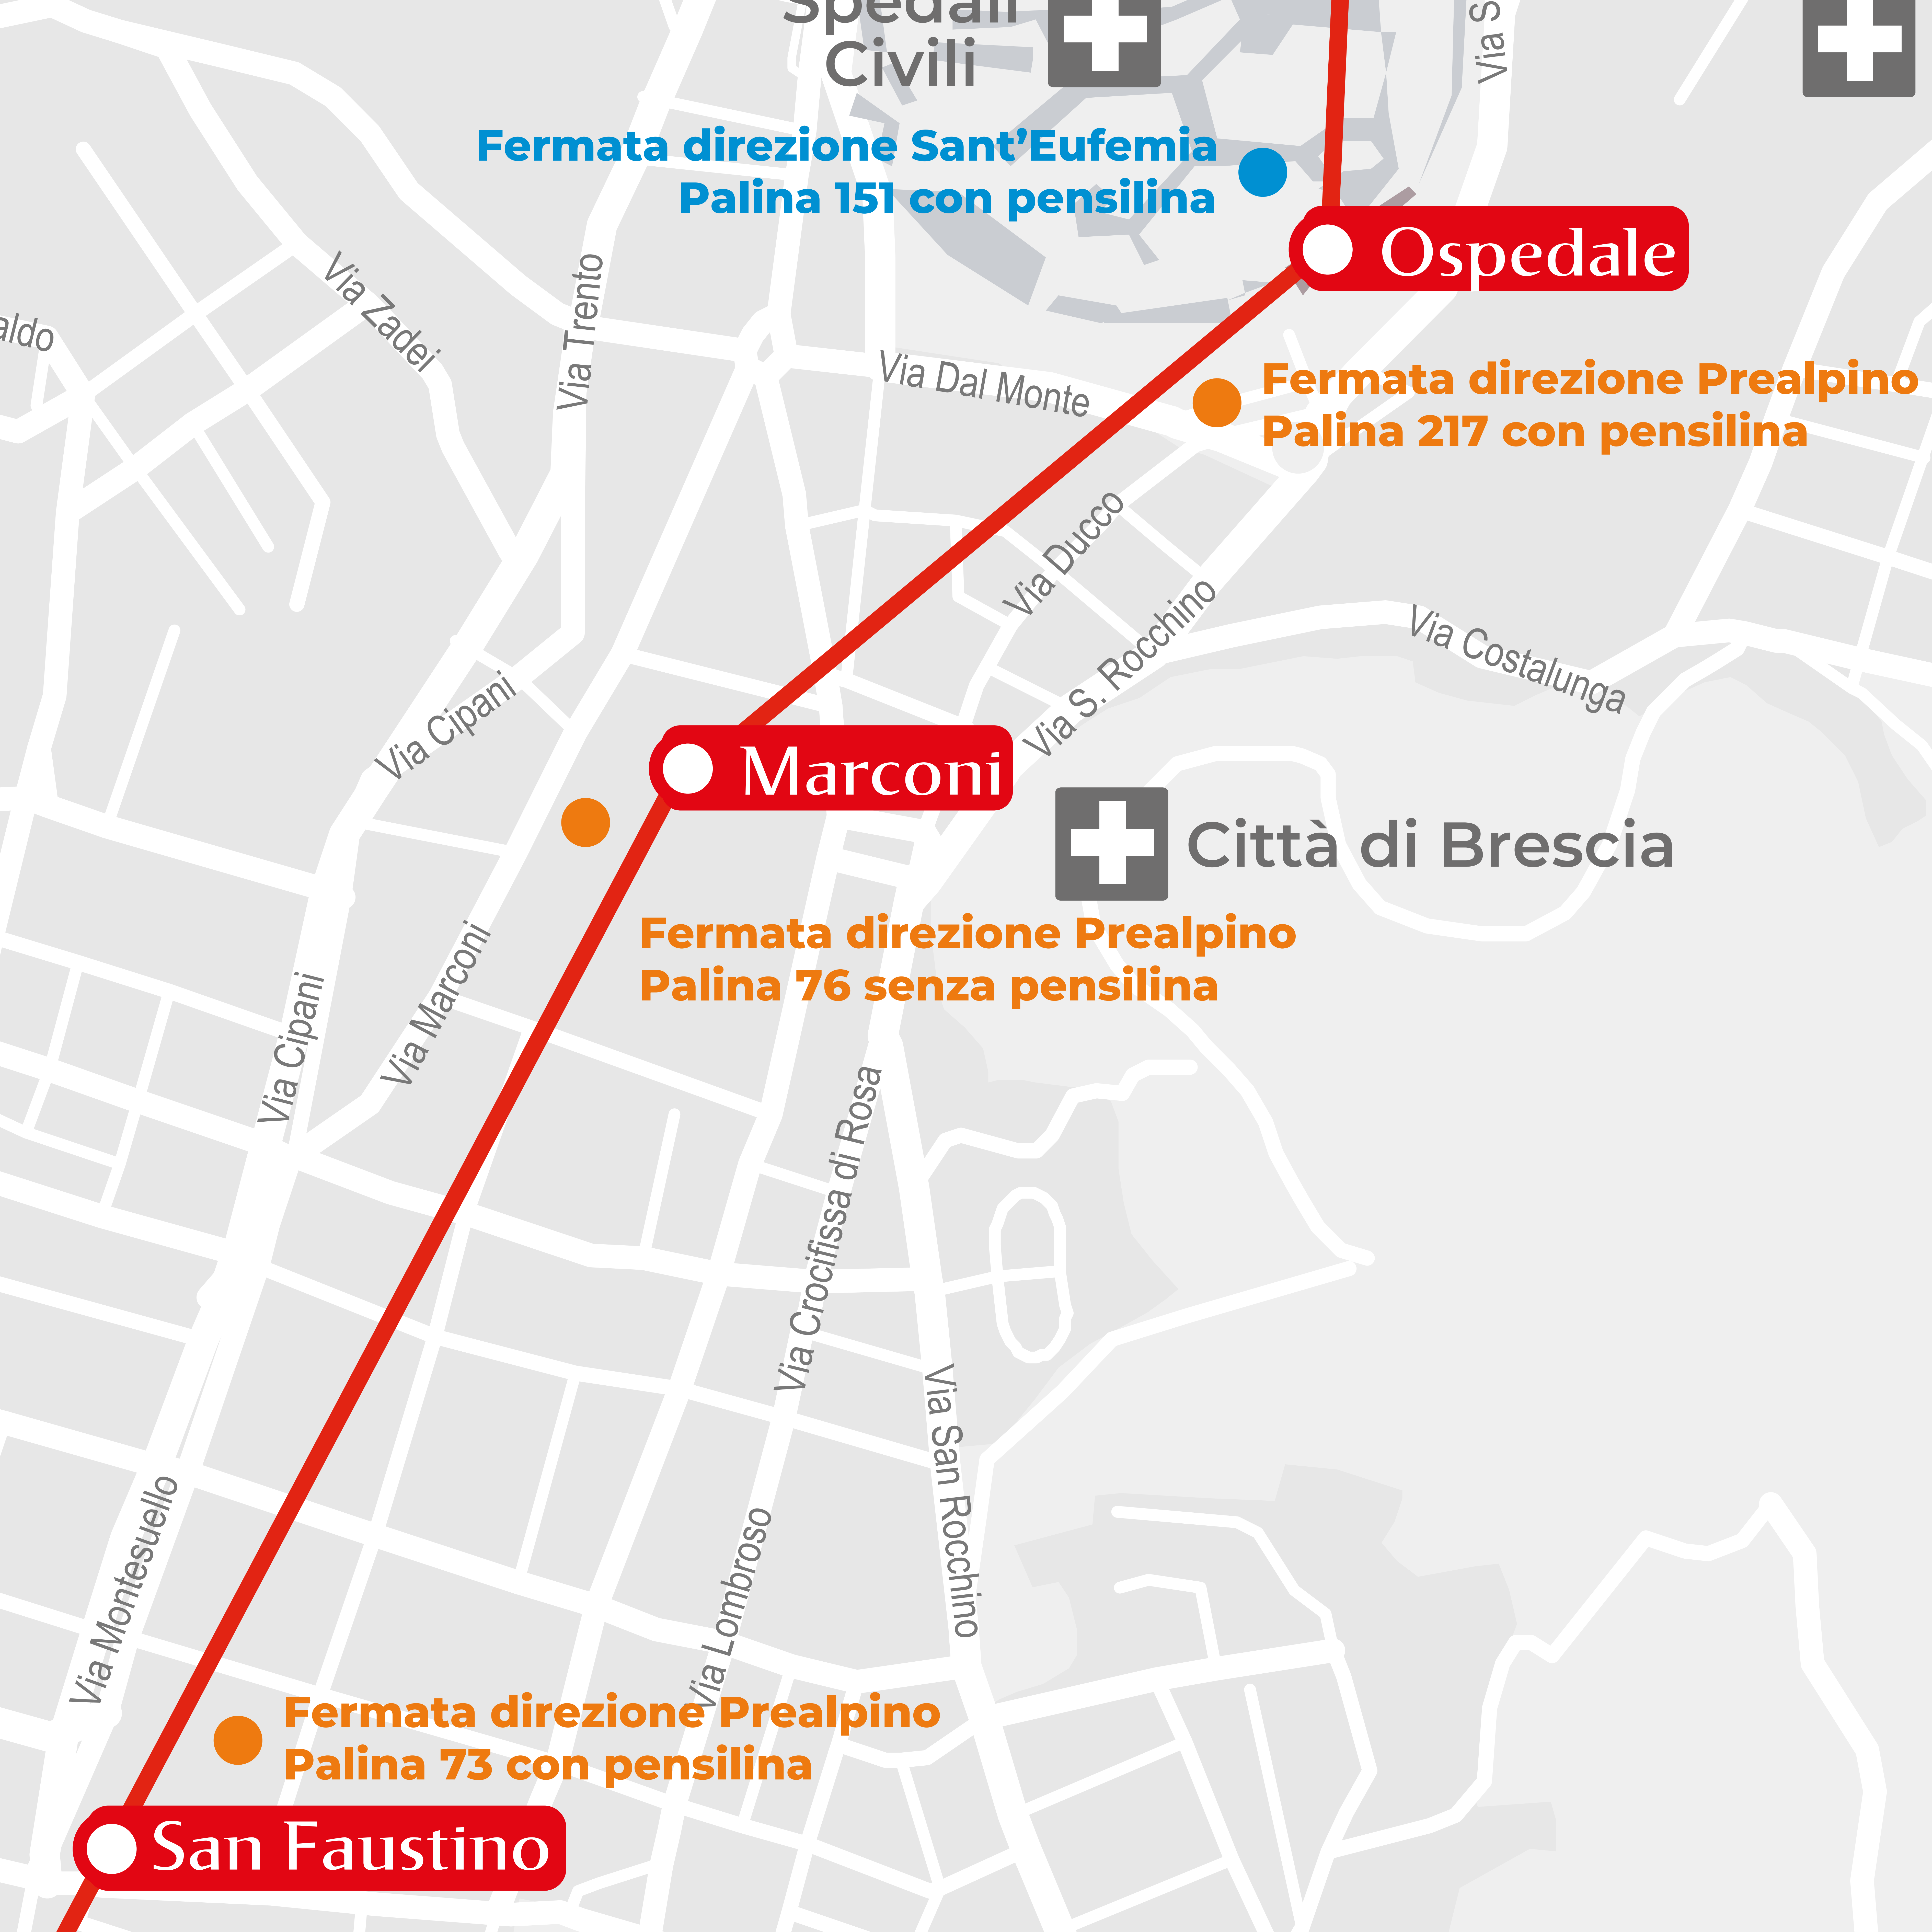 Spedali
Civili
Via S
Fermata direzione Sant’Eufemia
Palina 151 con pensilina
Ospedale
Via Zadei
Via Trento
aldo
Via Dal Monte
Fermata direzione Prealpino
Palina 217 con pensilina
Via Ducco
Via S. Rocchino
Via Costalunga
Via Cipani
Marconi
Città di Brescia
Fermata direzione Prealpino
Palina 76 senza pensilina
Via Marconi
Via Cipani
Via Crocifissa di Rosa
Via San Rocchino
Via Montesuello
Via Lombroso
Fermata direzione Prealpino
Palina 73 con pensilina
San Faustino